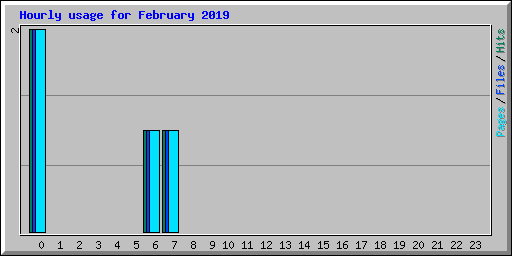 Hourly usage for February 2019
2
Pages/Files/Hits
0 1 2 3 4 5 6 7 8 9 10 11 12 13 14 15 16 17 18 19 20 21 22 23